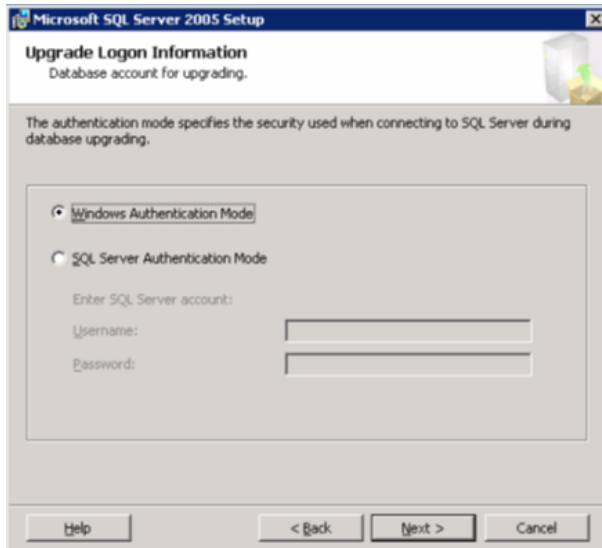 Microsoft SQL Server 2005 Setup
Upgrade Logon Information
Database account for upgrading.
The authentication mode specifies the security used when connecting to SQL Server during
database upgrading.
Windows Authentication Mode
SQL Server Authentication Mode
Enter SQL Server account:
Username:
Password:
Help
< Back
Next >
Cancel